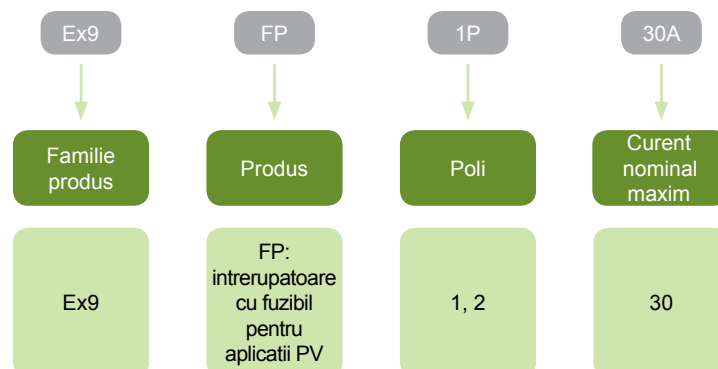 Ex9
FP
1P
30A
Familie
produs
Produs
Poli
Curent
nominal
maxim
Ex9
FP:
intrerupatoare
cu fuzibil
pentru
aplicatii PV
1, 2
30